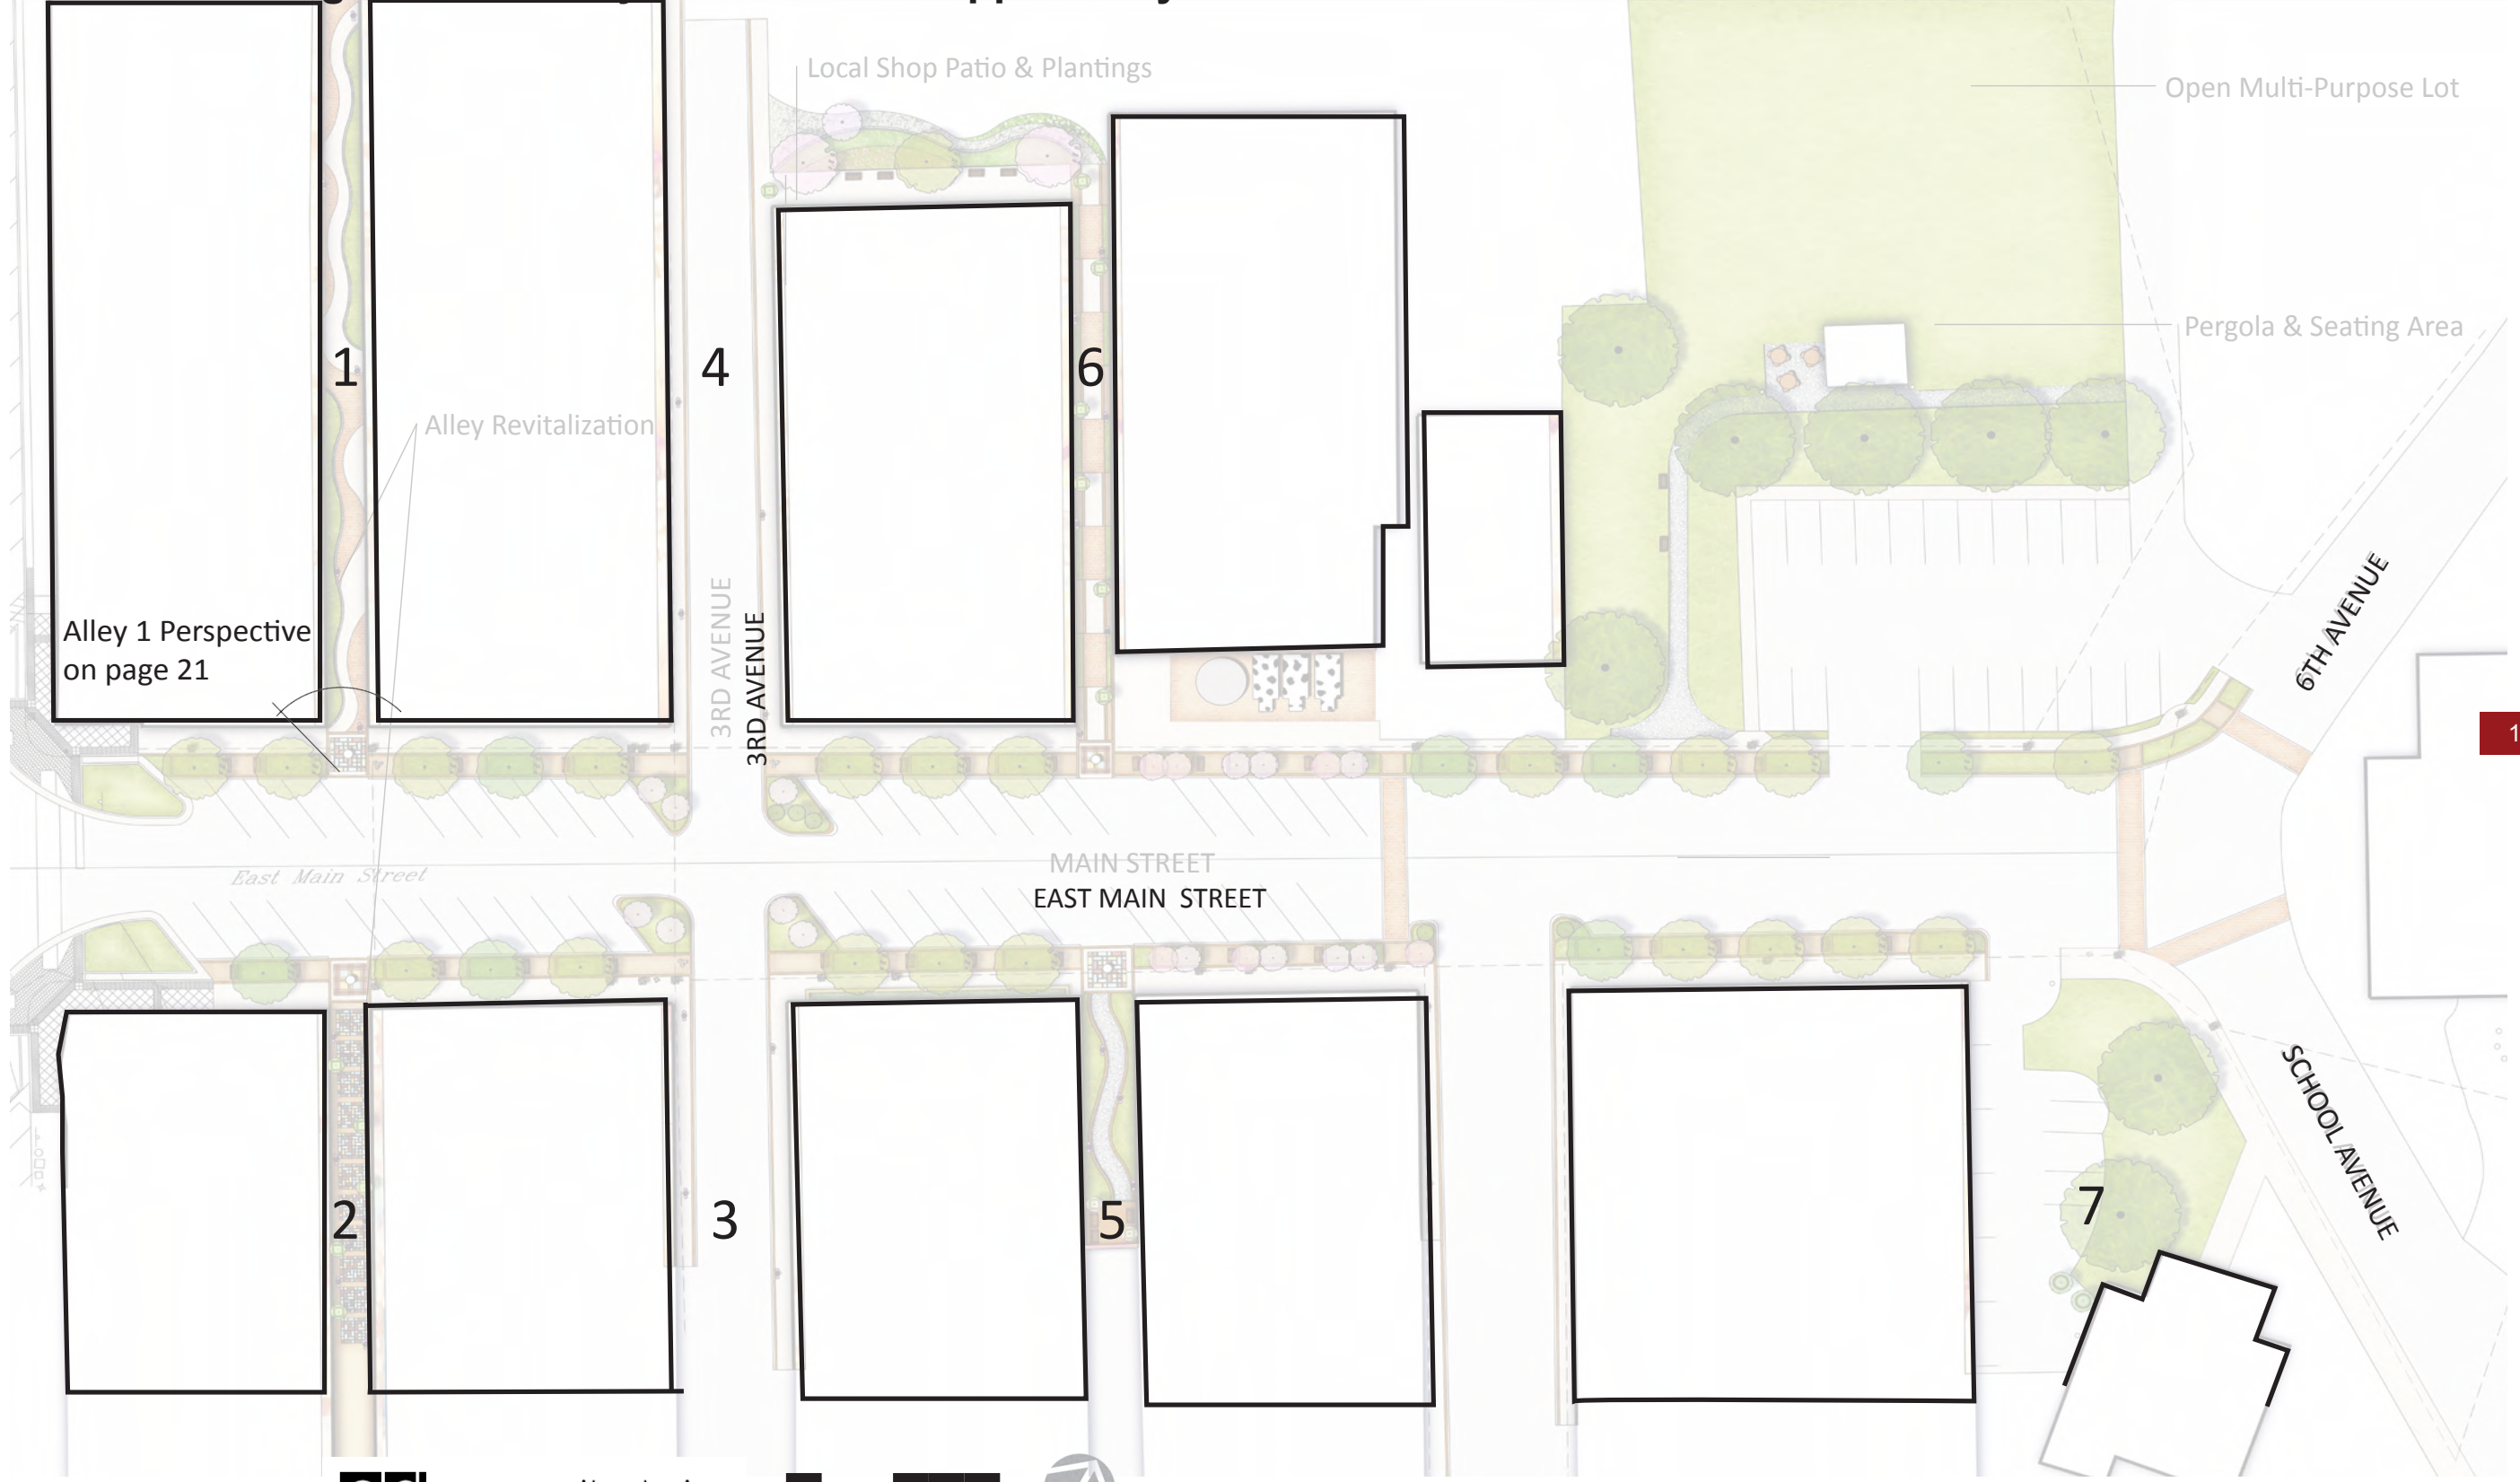 Local Shop Patio & Plantings
Open Multi-Purpose Lot
Pergola & Seating Area
1
4
6
Alley Revitalization
Alley 1 Perspective
on page 21
3RD AVENUE
3RD AVENUE
6TH AVENUE
1
MAIN STREET
East Main Street
EAST MAIN STREET
SCHOOL AVENUE
2
3
5
7